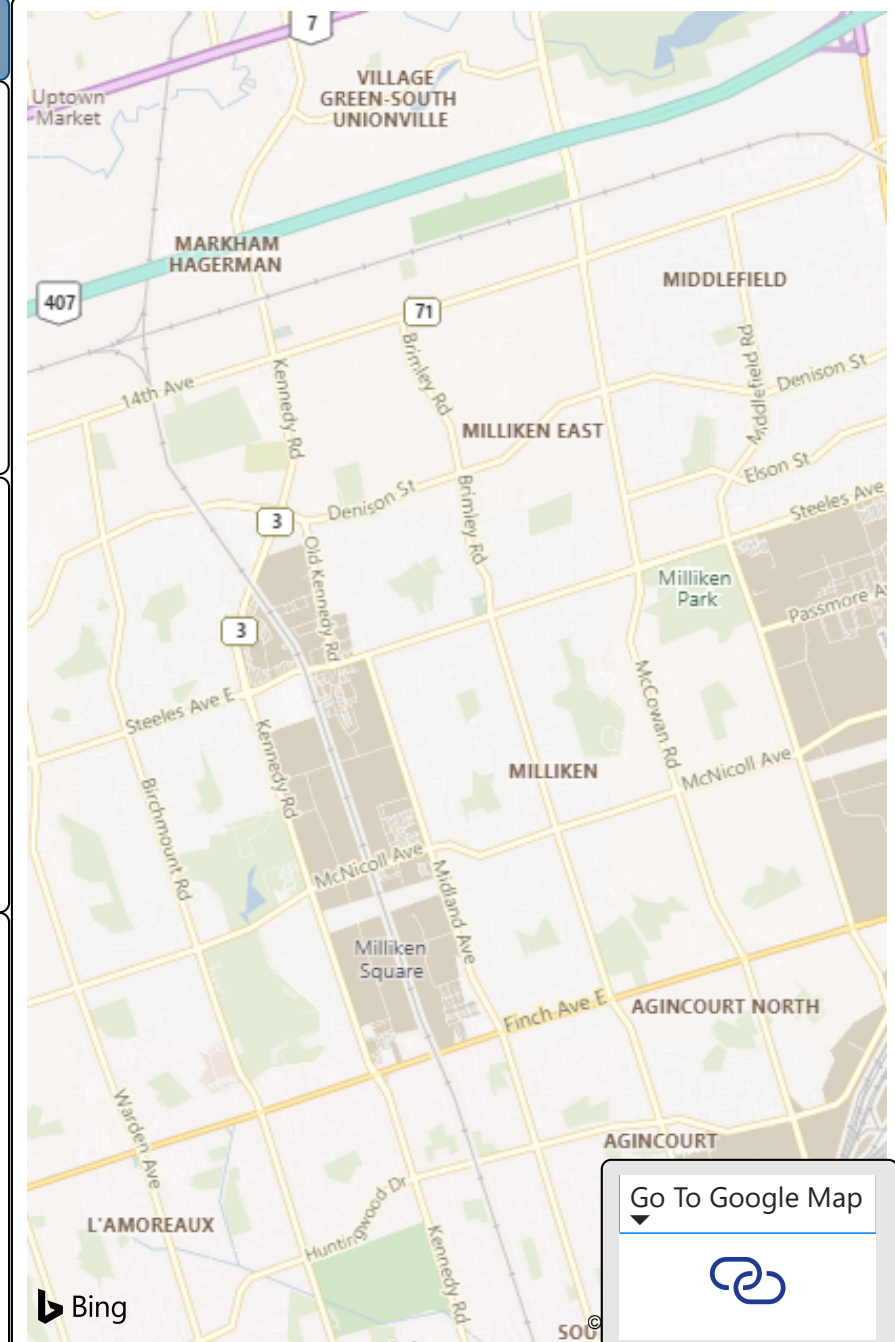 7
VILLAGE
GREEN-SOUTH
UNIONVILLE
Uptown
Market
MARKHAM
HAGERMAN
MIDDLEFIELD
407
71
Brimley Rd
Middlefield Rd
Denison St
Kennedy Rd
14th Ave
MILLIKEN EAST
Elson St
Denison St
Brimley Rd
Steeles Ave
3
Old Kennedy Rd
Milliken
Park
Passmore A
3
Steeles Ave E
McCowan Rd
Kennedy Rd
MILLIKEN
McNicoll Ave
Birchmount Rd
McNicoll Ave
Midland Ave
Milliken
Square
Finch Ave E
AGINCOURT NORTH
Warden Ave
AGINCOURT
L'AMOREAUX
Huntingwood Dr
Kennedy Rd
Go To Google Map
Bing
©
SOU